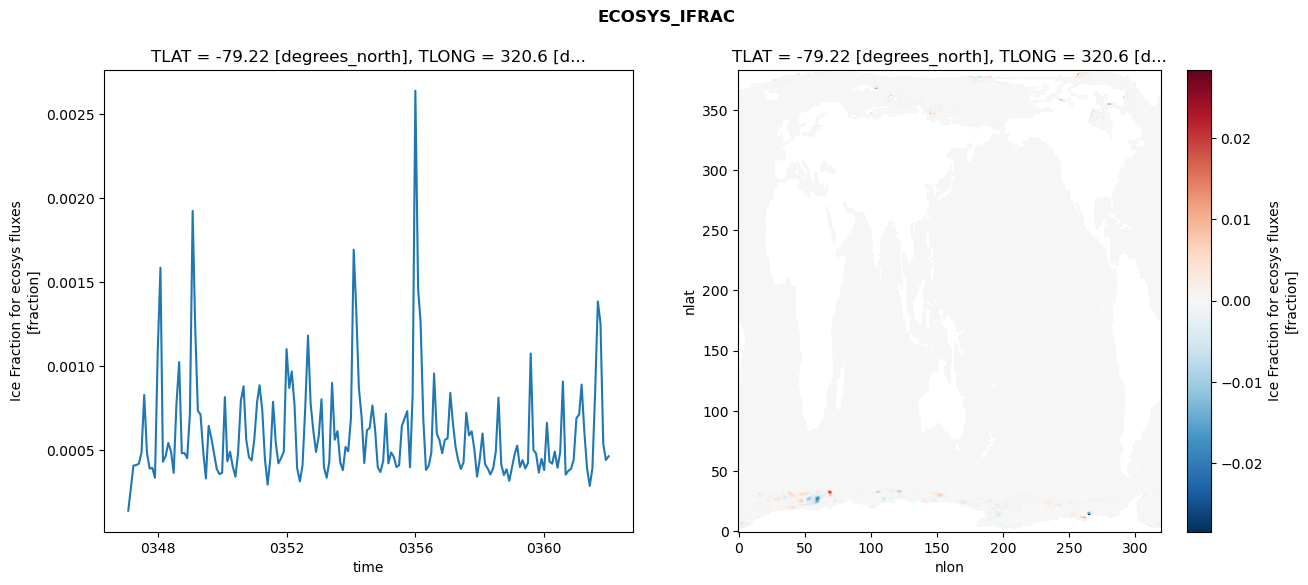 ECOSYS_IFRAC
TLAT = -79.22 [degrees_north], TLONG = 320.6 [d...
0.0025
0.0020
0.0015
0.0010
0.0005
0348
0352
0356
0360
time
Ice Fraction for ecosys fluxes
[fraction]
TLAT = -79.22 [degrees_north], TLONG = 320.6 [d...
350
300
250
200
150
100
50
0
0
50
100
150
200
250
300
nlon
nlat
0.02
0.01
0.00
−0.01
−0.02
Ice Fraction for ecosys fluxes
[fraction]